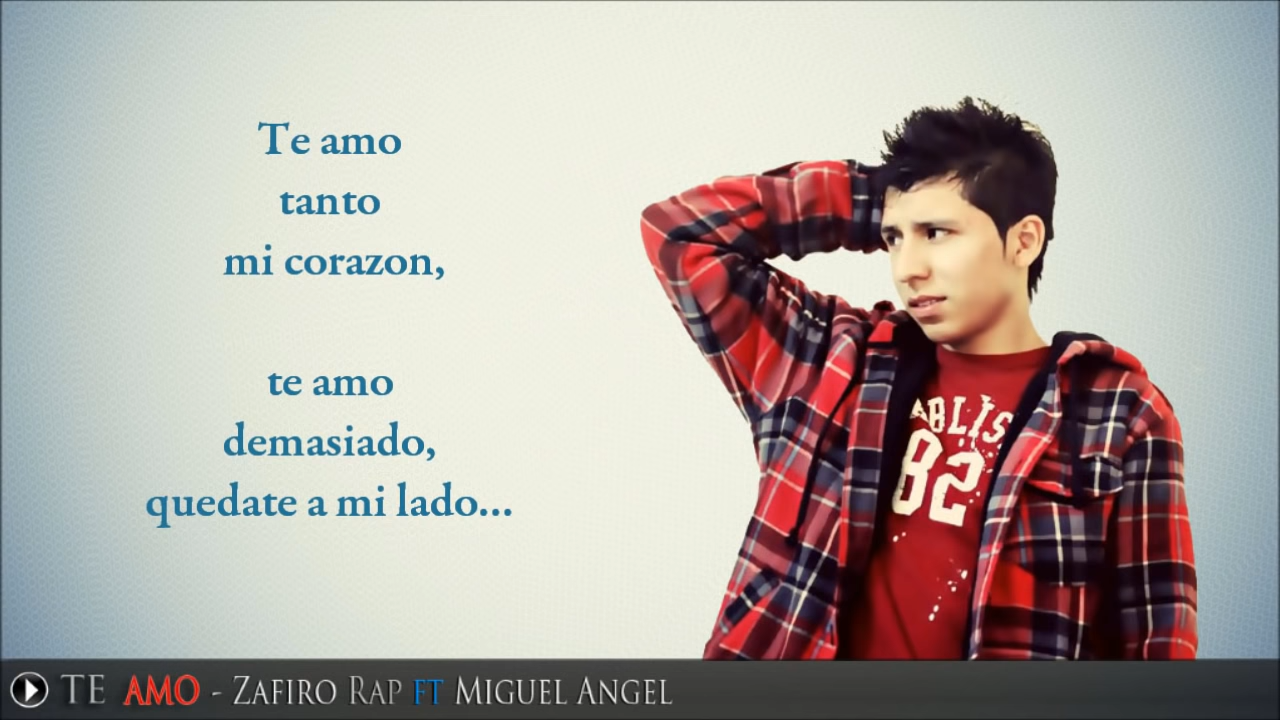 Te amo
tanto
mi corazon,
te amo
demasiado,
quedate a mi lado...
82
TE AMO - ZAFIRO RAP FT MIGUEL ANGEL